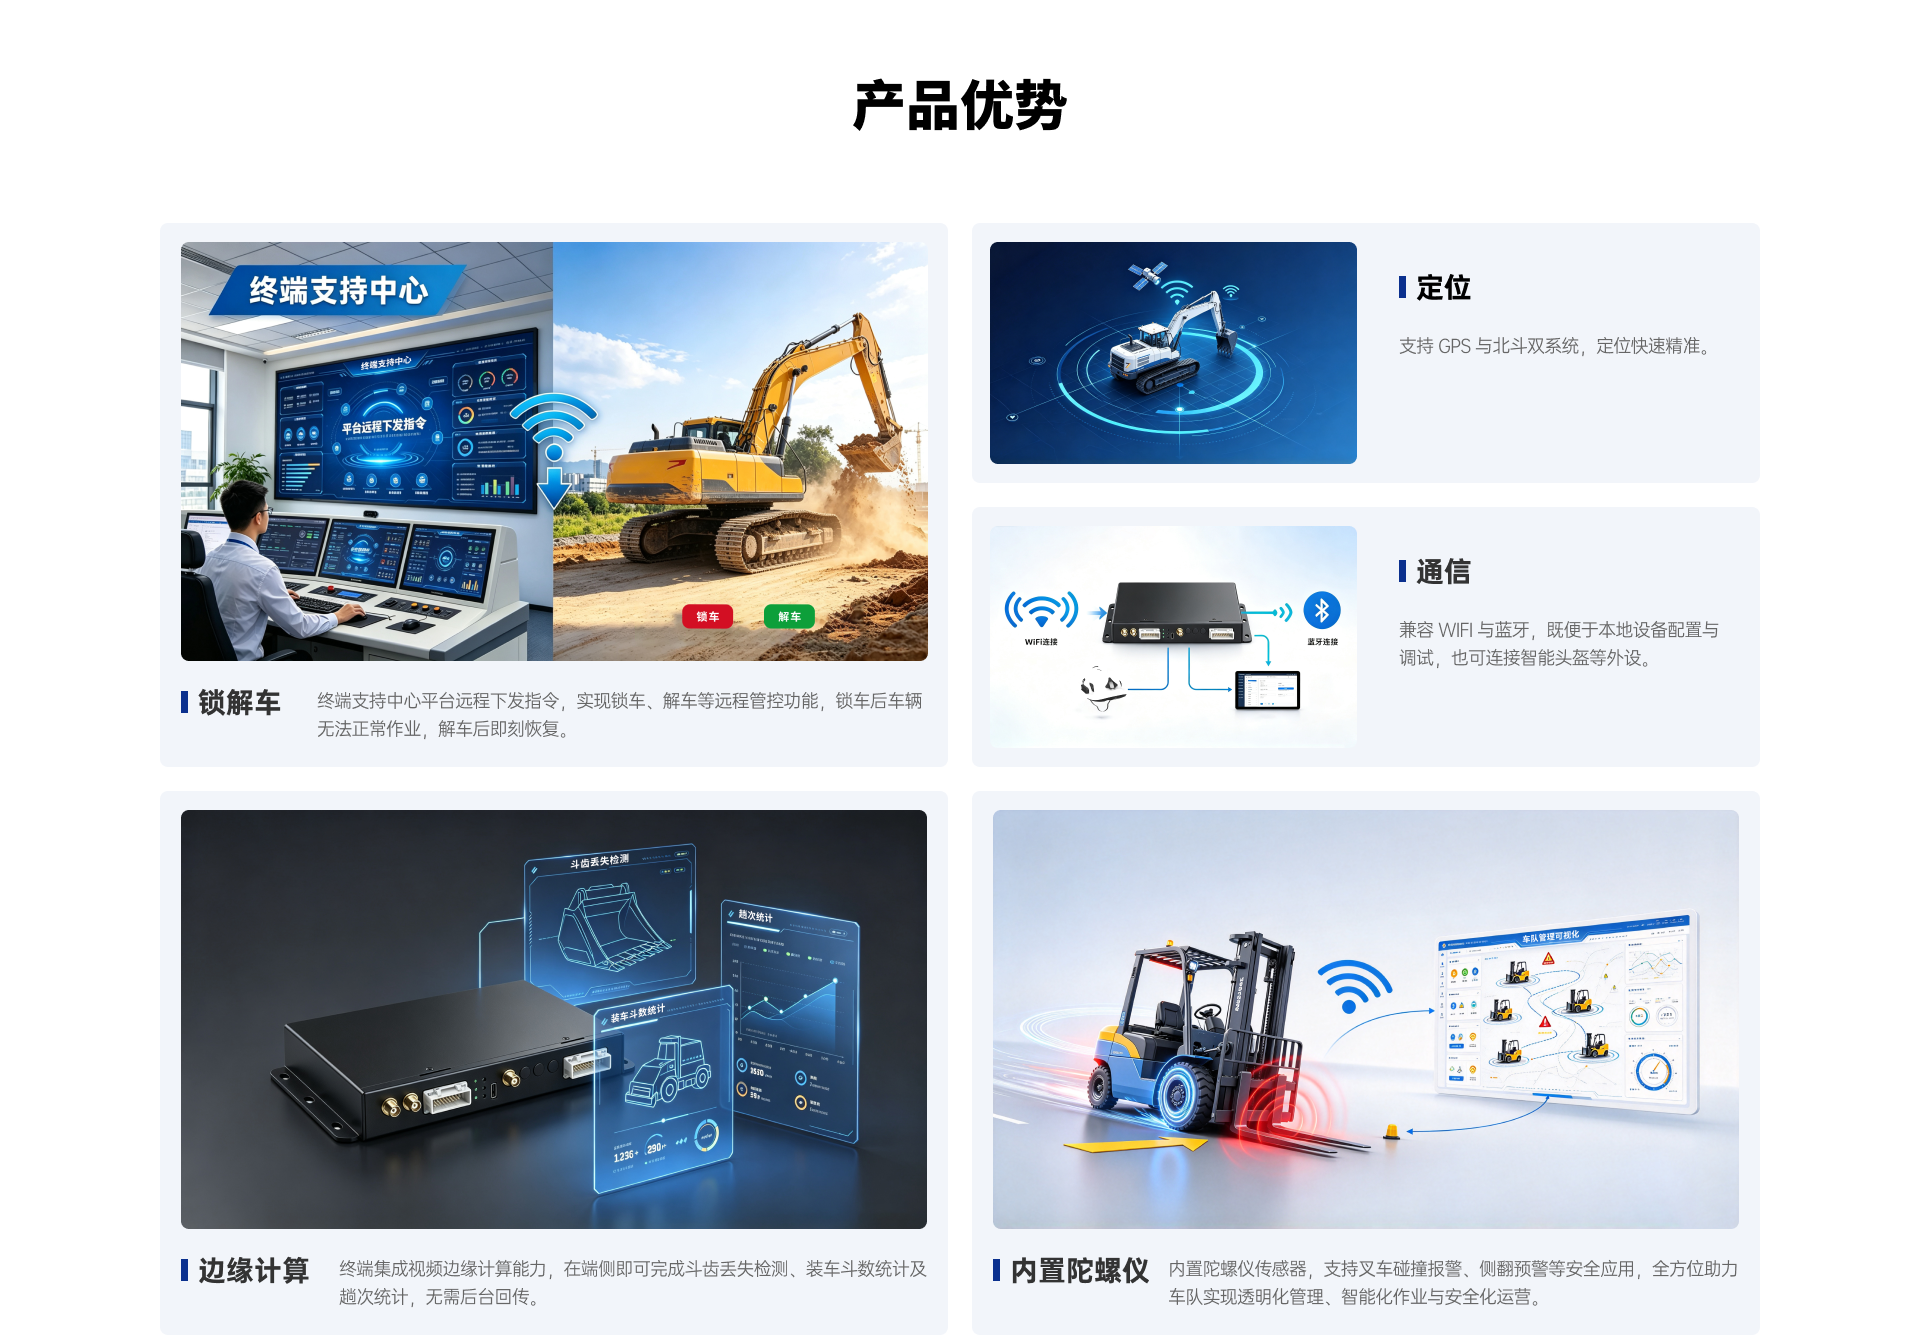 产品优势
终端支持中心
终端支持中心
平台远程下发指令
锁车
解车
锁解车
终端支持中心平台远程下发指令，实现锁车、解车等远程管控功能，锁车后车辆
无法正常作业，解车后即刻恢复。
定位
支持 GPS 与北斗双系统，定位快速精准。
WiFi连接
蓝牙连接
通信
兼容 WIFI 与蓝牙，既便于本地设备配置与
调试，也可连接智能头盔等外设。
斗齿丢失检测
趟次统计
装车斗数统计
边缘计算
终端集成视频边缘计算能力，在端侧即可完成斗齿丢失检测、装车斗数统计及
趟次统计，无需后台回传。
车队管理可视化
内置陀螺仪
内置陀螺仪传感器，支持叉车碰撞报警、侧翻预警等安全应用，全方位助力
车队实现透明化管理、智能化作业与安全化运营。